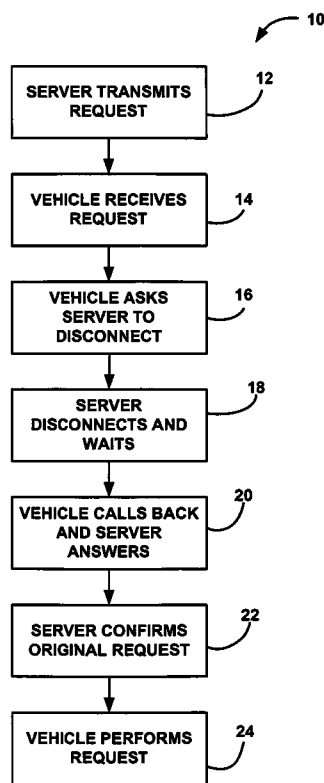 10
SERVER TRANSMITS
REQUEST
12
VEHICLE RECEIVES
REQUEST
14
VEHICLE ASKS
SERVER TO
DISCONNECT
16
SERVER
DISCONNECTS AND
WAITS
18
VEHICLE CALLS BACK
AND SERVER
ANSWERS
20
SERVER CONFIRMS
ORIGINAL REQUEST
22
VEHICLE PERFORMS
REQUEST
24